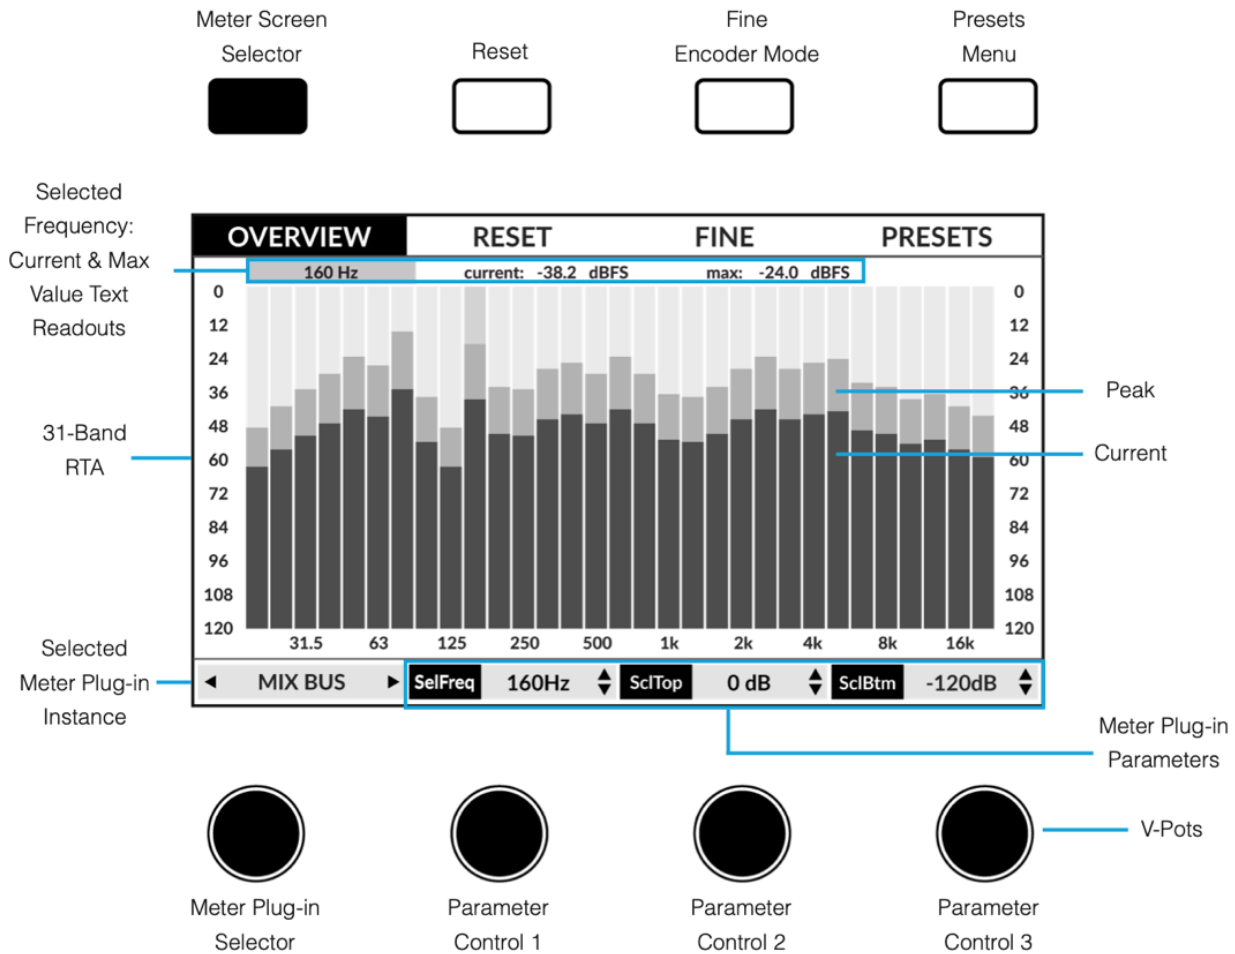 Meter Screen
Selector
Reset
Fine
Encoder Mode
Presets
Menu
Selected
Frequency:
Current & Max
Value Text
Readouts
OVERVIEW
RESET
FINE
PRESETS
160 Hz
current: -38.2 dBFS
max: -24.0 dBFS
0
12
24
36
48
60
72
84
96
108
120
0
12
24
36
48
60
72
84
96
108
120
31-Band
RTA
Peak
Current
31.5 63 125 250 500 1k 2k 4k 8k 16k
Selected
Meter Plug-in
Instance
◄ MIX BUS ►
SelFreq 160Hz
SclTop 0 dB
SclBtm -120dB
Meter Plug-in
Parameters
V-Pots
Meter Plug-in
Selector
Parameter
Control 1
Parameter
Control 2
Parameter
Control 3